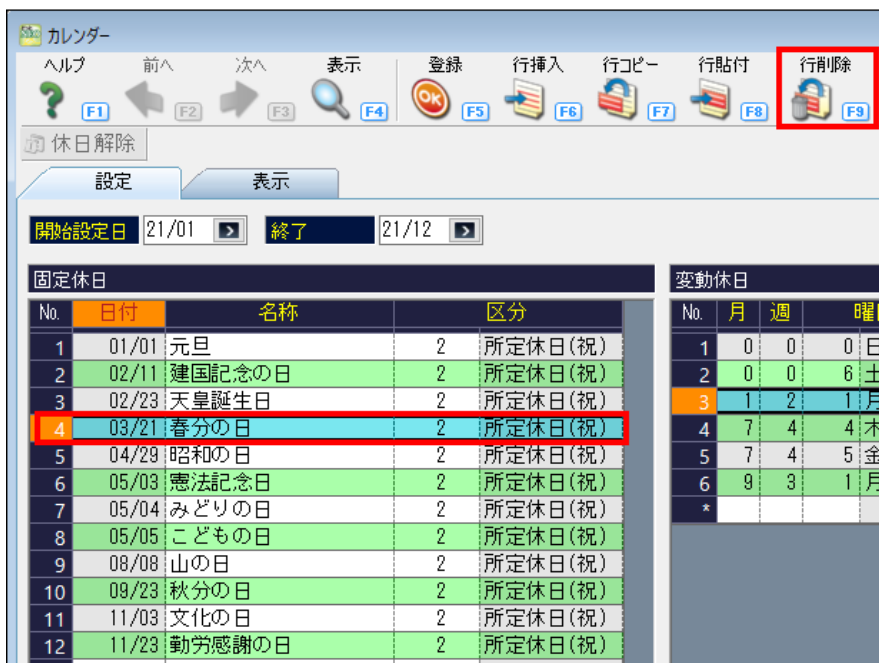 カレンダー
ヘルプ 前へ 次へ 表示 登録 行挿入 行コピー 行貼付 行削除
F1 F2 F3 F4 OK F5 F6 F7 F8 F9
休日解除
設定 表示
開始設定日 21/01 終了 21/12
固定休日 変動休日
No. 日付 名称 区分 No. 月 週
1 01/01 元旦 2 所定休日(祝) 1 0 0 0 日
2 02/11 建国記念の日 2 所定休日(祝) 2 0 0 6 土
3 02/23 天皇誕生日 2 所定休日(祝) 3 1 2 1 月
4 03/21 春分の日 2 所定休日(祝) 4 7 4 4 木
5 04/29 昭和の日 2 所定休日(祝) 5 7 4 5 金
6 05/03 憲法記念日 2 所定休日(祝) 6 9 3 1 月
7 05/04 みどりの日 2 所定休日(祝) *
8 05/05 こどもの日 2 所定休日(祝)
9 08/08 山の日 2 所定休日(祝)
10 09/23 秋分の日 2 所定休日(祝)
11 11/03 文化の日 2 所定休日(祝)
12 11/23 勤労感謝の日 2 所定休日(祝)